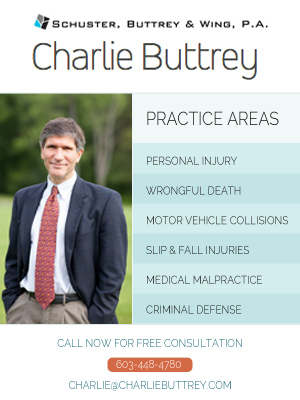 Schuster, Buttrey & Wing, P.A.
Charlie Buttrey
PRACTICE AREAS
PERSONAL INJURY
WRONGFUL DEATH
MOTOR VEHICLE COLLISIONS
SLIP & FALL INJURIES
MEDICAL MALPRACTICE
CRIMINAL DEFENSE
CALL NOW FOR FREE CONSULTATION
603-448-4780
CHARLIE@CHARLIEBUTTREY.COM